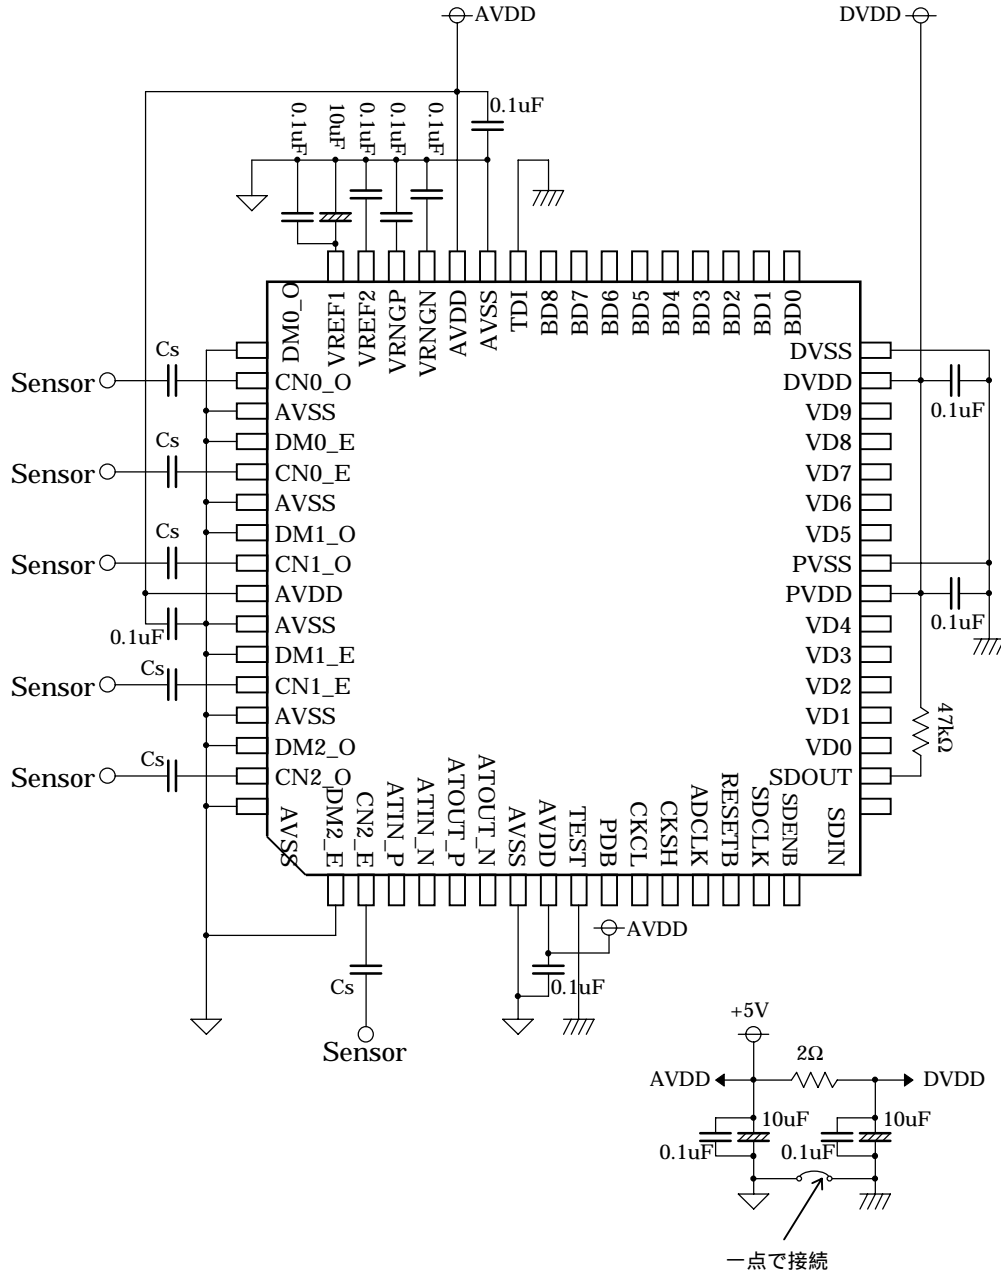 AVDD
DVDD
0.1uF
10uF
0.1uF
0.1uF
0.1uF
0.1uF
DM0_O
VREF1
VREF2
VRNGP
VRNGN
AVDD
AVSS
TDI
BD8
BD7
BD6
BD5
BD4
BD3
BD2
BD1
BD0
Cs
Sensor
CN0_O
AVSS
DM0_E
Cs
Sensor
CN0_E
AVSS
DM1_O
Cs
Sensor
CN1_O
AVDD
0.1uF
AVSS
DM1_E
Cs
Sensor
CN1_E
AVSS
DM2_O
Cs
Sensor
CN2_O
DVSS
DVDD
0.1uF
VD9
VD8
VD7
VD6
VD5
PVSS
PVDD
0.1uF
VD4
VD3
VD2
VD1
VD0
47kΩ
SDOUT
AVSS
DM2_E
CN2_E
ATIN_P
ATIN_N
ATOUT_P
ATOUT_N
AVSS
AVDD
TEST
PDB
CKCL
CKSH
ADCLK
RESETB
SDCLK
SDENB
SDIN
AVDD
0.1uF
Cs
Sensor
+5V
2Ω
AVDD
DVDD
10uF
10uF
0.1uF
0.1uF
一点で接続